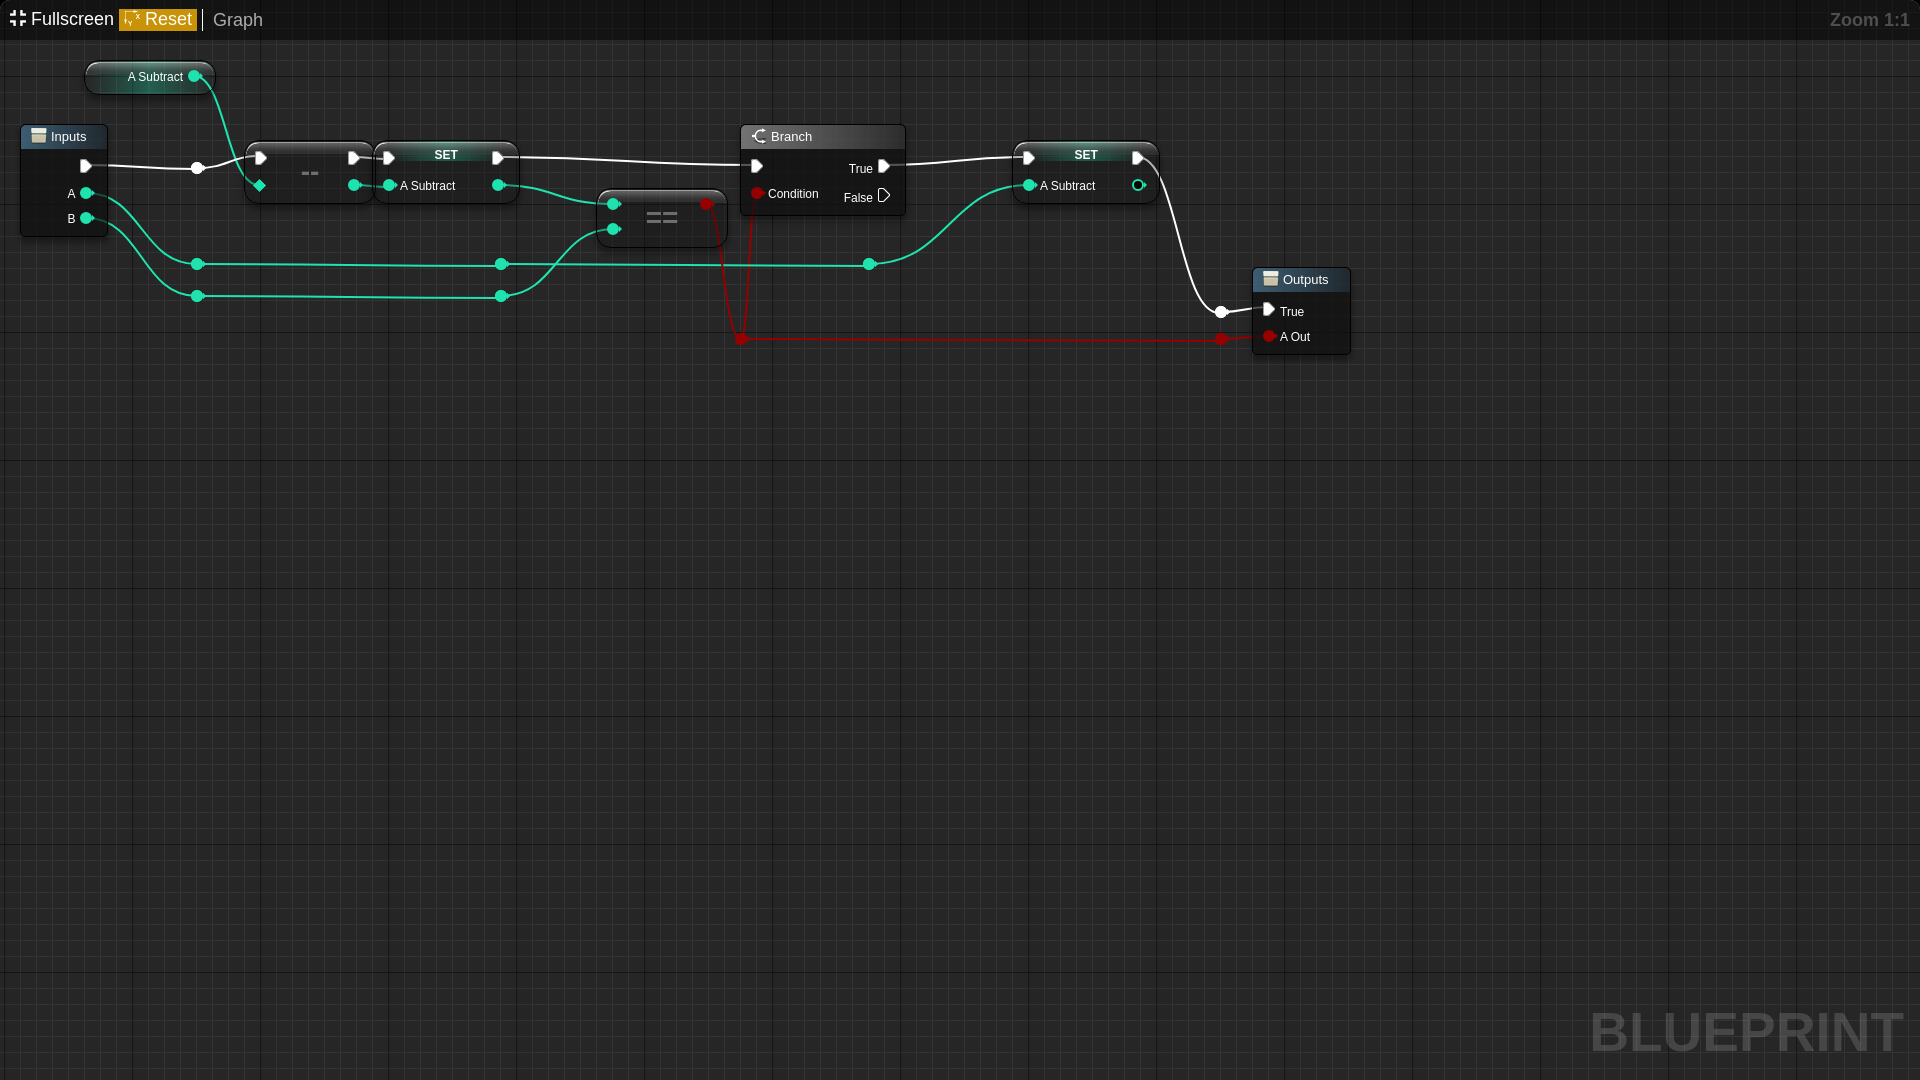 Fullscreen Reset Graph Zoom 1:1
A Subtract
Inputs
A
B
--
SET
A Subtract
==
Branch
True
Condition
False
SET
A Subtract
Outputs
True
A Out
BLUEPRINT